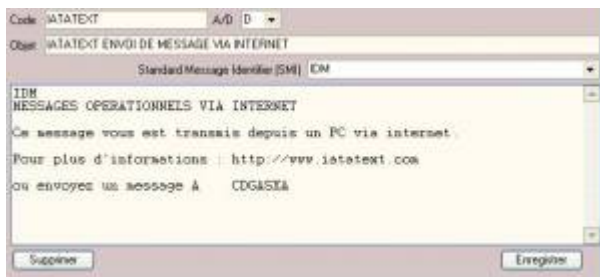 Code IATATEXT A/D D
Objet IATATEXT ENVOI DE MESSAGE VIA INTERNET
Standard Message Identifier (SMI) IDM
IDM
MESSAGES OPERATIONNELS VIA INTERNET
Ce message vous est transmis depuis un PC via internet.
Pour plus d'informations : http://www.iatatext.com
ou envoyez un message A CDGASXA
Supprimer Enregistrer